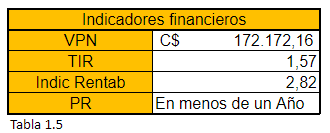 Indicadores financieros
VPN C$ 172.172,16
TIR 1,57
Indic Rentab 2,82
PR En menos de un Año
Tabla 1.5